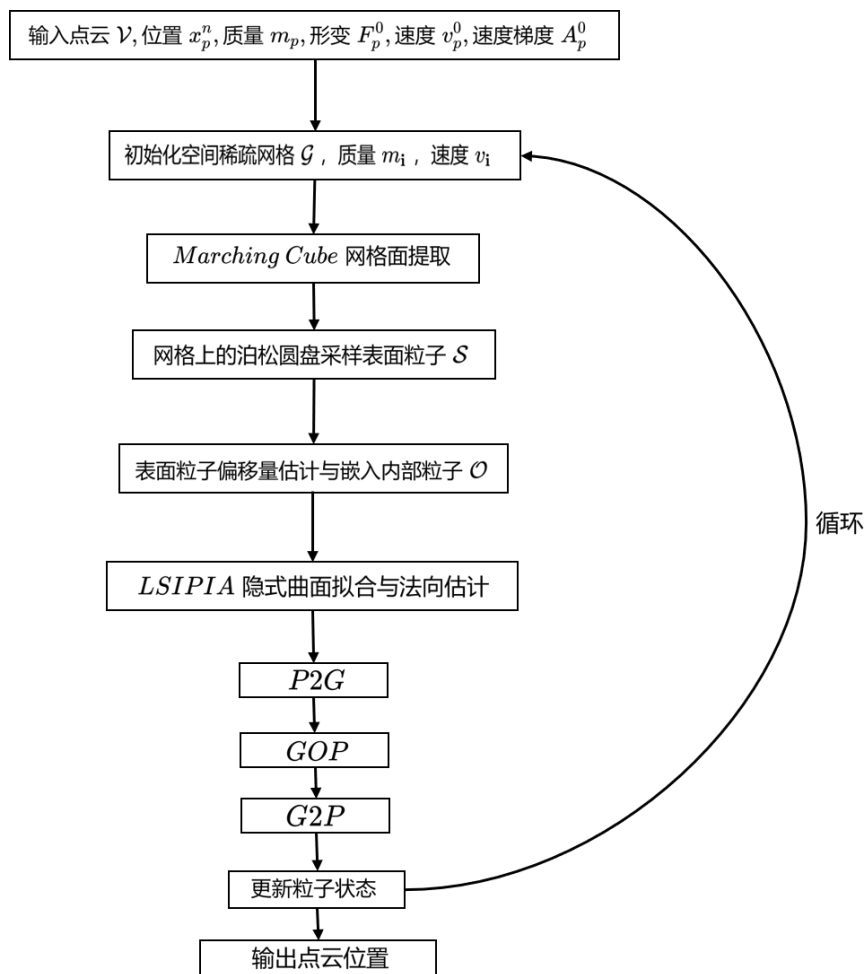 输入点云 𝒱, 位置 $x_p^n$, 质量 $m_p$, 形变 $F_p^0$, 速度 $v_p^0$, 速度梯度 $A_p^0$
初始化空间稀疏网格 𝒢 ，质量 $m_{\mathbf{i}}$ ，速度 $v_{\mathbf{i}}$
Marching Cube 网格面提取
网格上的泊松圆盘采样表面粒子 𝒮
表面粒子偏移量估计与嵌入内部粒子 𝒪
循环
LSIPIA 隐式曲面拟合与法向估计
P2G
GOP
G2P
更新粒子状态
输出点云位置